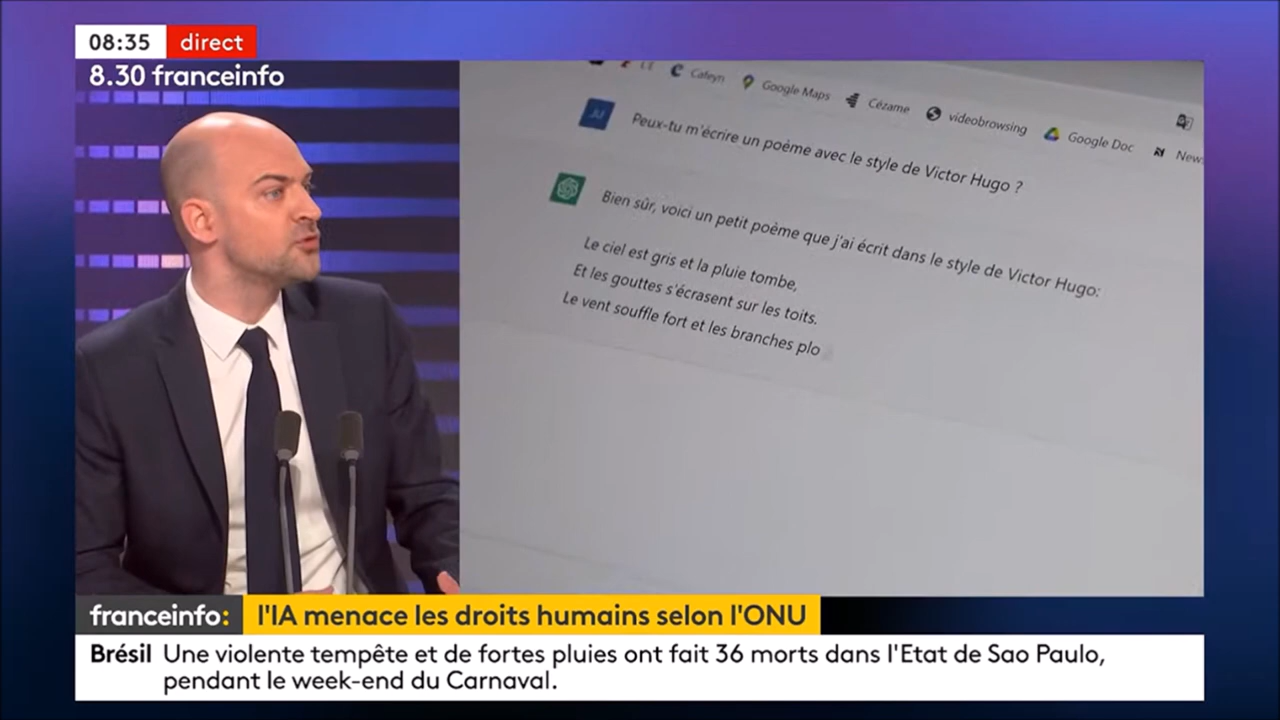 08:35 direct
8.30 franceinfo
Cafeyn Google Maps Cézame videobrowsing Google Doc News
JU Peux-tu m'écrire un poème avec le style de Victor Hugo ?
Bien sûr, voici un petit poème que j'ai écrit dans le style de Victor Hugo:
Le ciel est gris et la pluie tombe,
Et les gouttes s'écrasent sur les toits.
Le vent souffle fort et les branches plo
franceinfo: l'IA menace les droits humains selon l'ONU
Brésil Une violente tempête et de fortes pluies ont fait 36 morts dans l'Etat de Sao Paulo,
pendant le week-end du Carnaval.